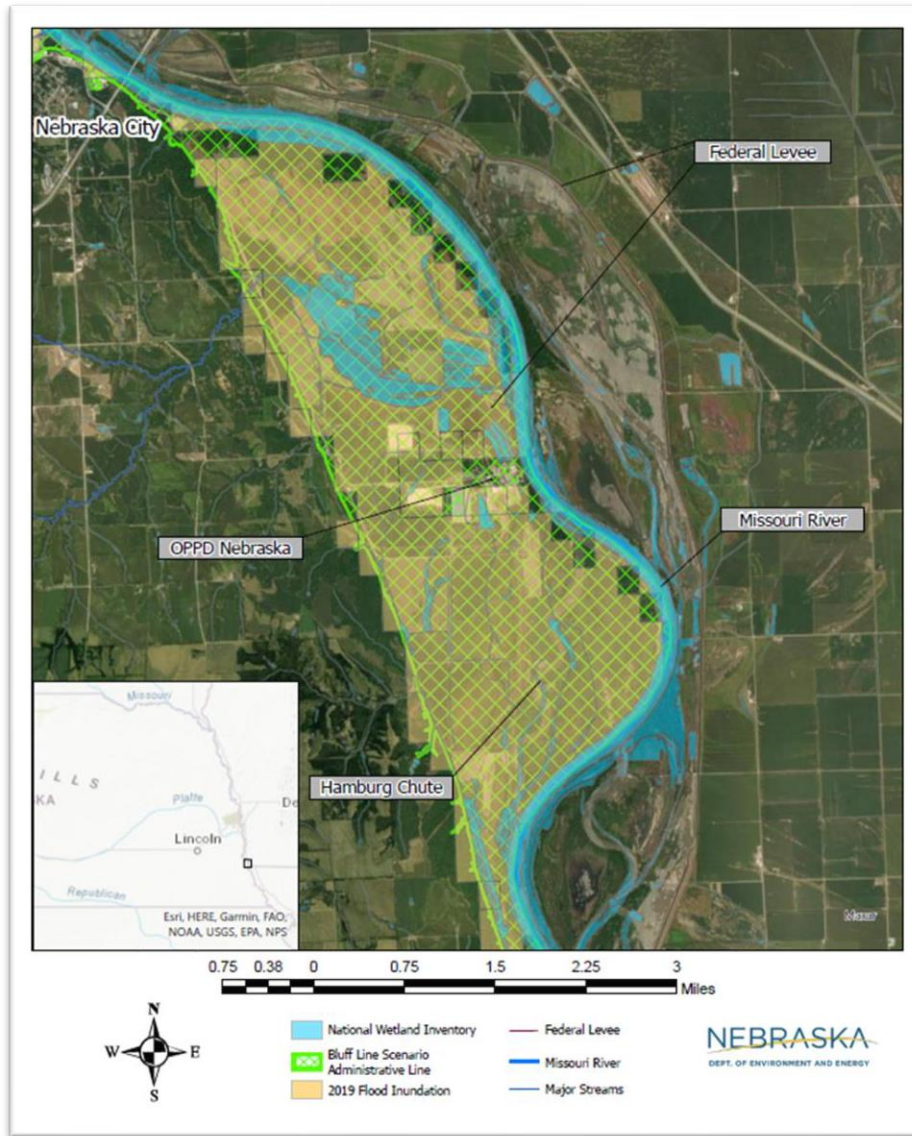 Nebraska City
Federal Levee
OPPD Nebraska
Missouri River
Hamburg Chute
Missouri
ILLS
KA
Platte
De
Lincoln
Republican
Esri, HERE, Garmin, FAO,
NOAA, USGS, EPA, NPS
Maxar
0.75 0.38 0 0.75 1.5 2.25 3
Miles
N
W E
S
National Wetland Inventory
Bluff Line Scenario
Administrative Line
2019 Flood Inundation
Federal Levee
Missouri River
Major Streams
NEBRASKA
DEPT. OF ENVIRONMENT AND ENERGY